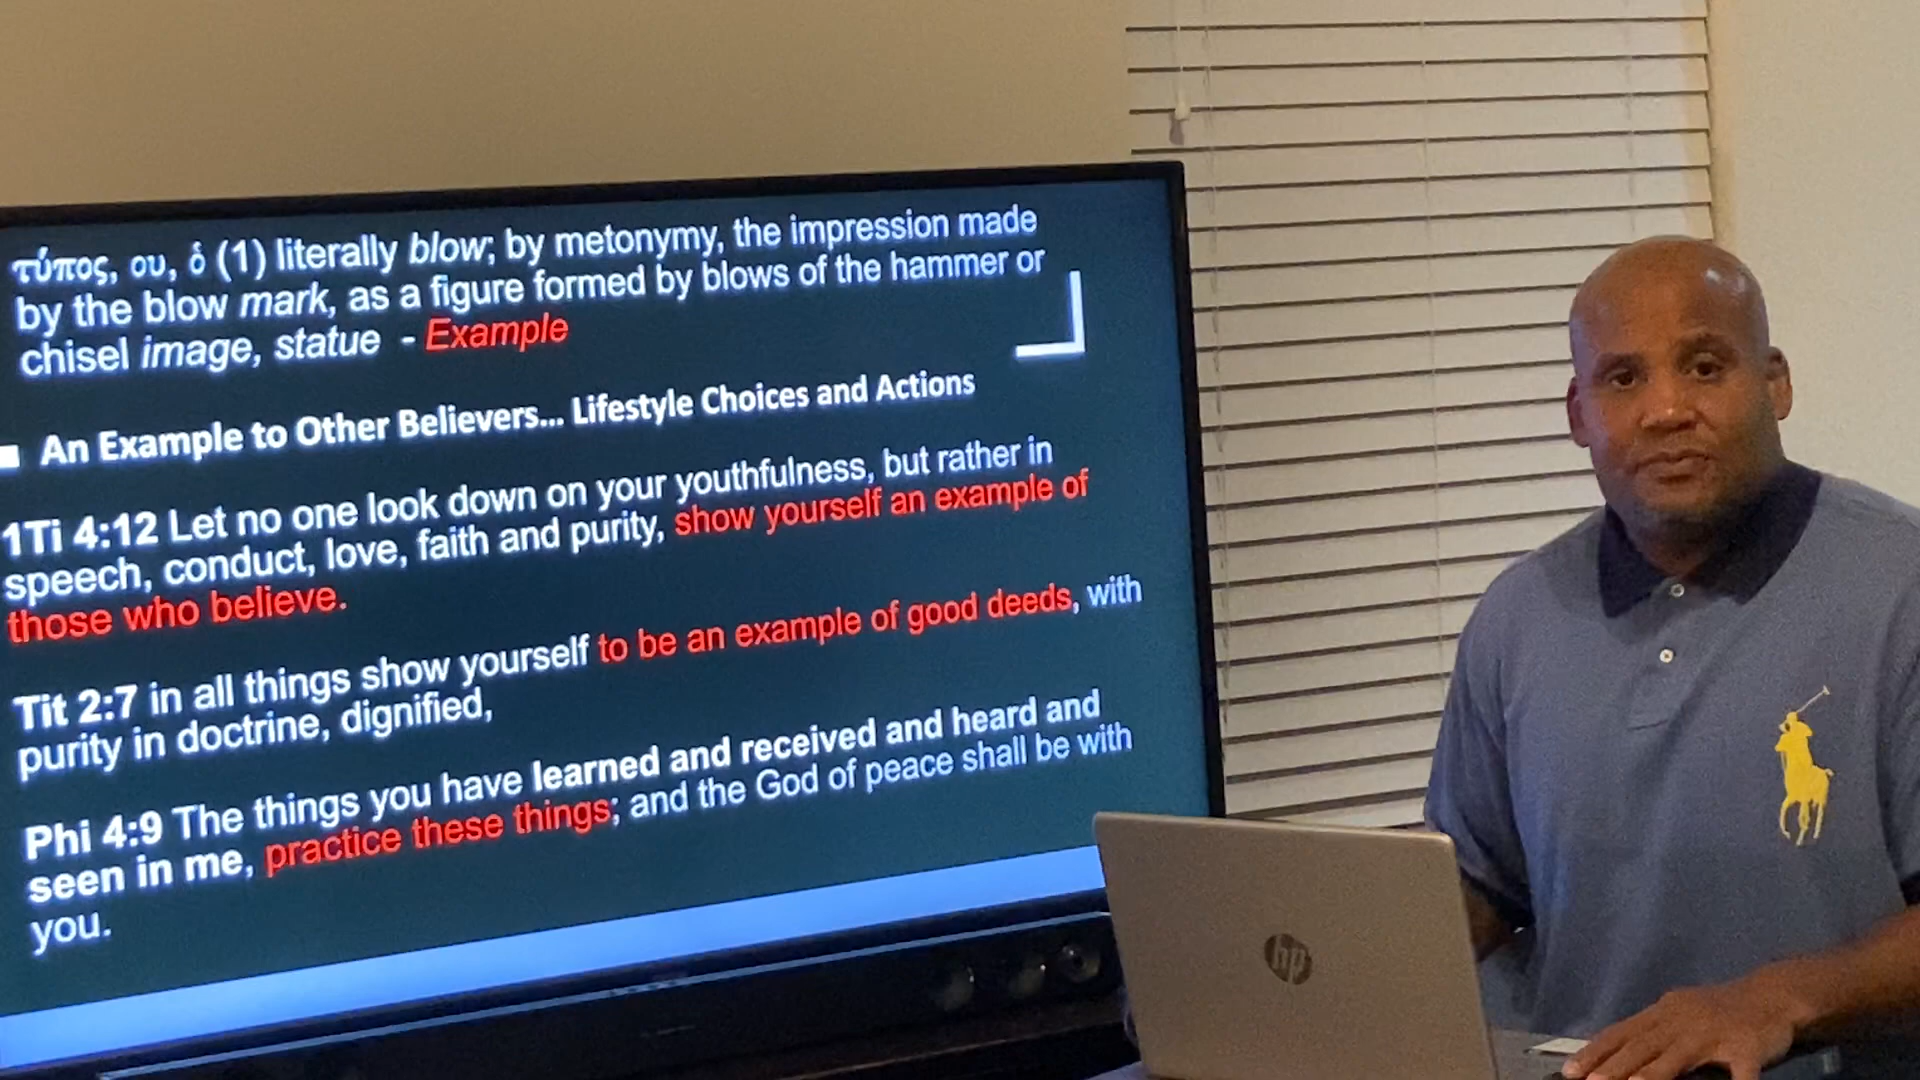 τύπος, ου, ὁ (1) literally blow; by metonymy, the impression made
by the blow mark, as a figure formed by blows of the hammer or
chisel image, statue - Example
An Example to Other Believers... Lifestyle Choices and Actions
1Ti 4:12 Let no one look down on your youthfulness, but rather in
speech, conduct, love, faith and purity, show yourself an example of
those who believe.
Tit 2:7 in all things show yourself to be an example of good deeds, with
purity in doctrine, dignified,
Phi 4:9 The things you have learned and received and heard and
seen in me, practice these things; and the God of peace shall be with
you.
hp